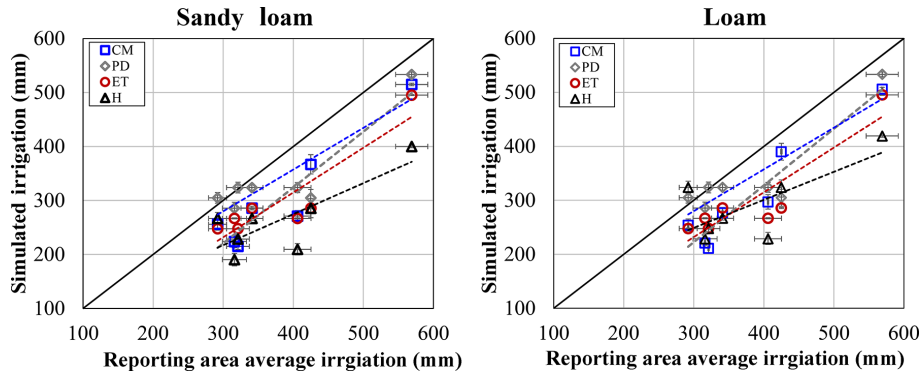 Sandy loam
Simulated irrigation (mm)
600
500
400
300
200
100
CM
PD
ET
H
100 200 300 400 500 600
Reporting area average irrgiation (mm)
Loam
Simulated irrigation (mm)
600
500
400
300
200
100
CM
PD
ET
H
100 200 300 400 500 600
Reporting area average irrgiation (mm)